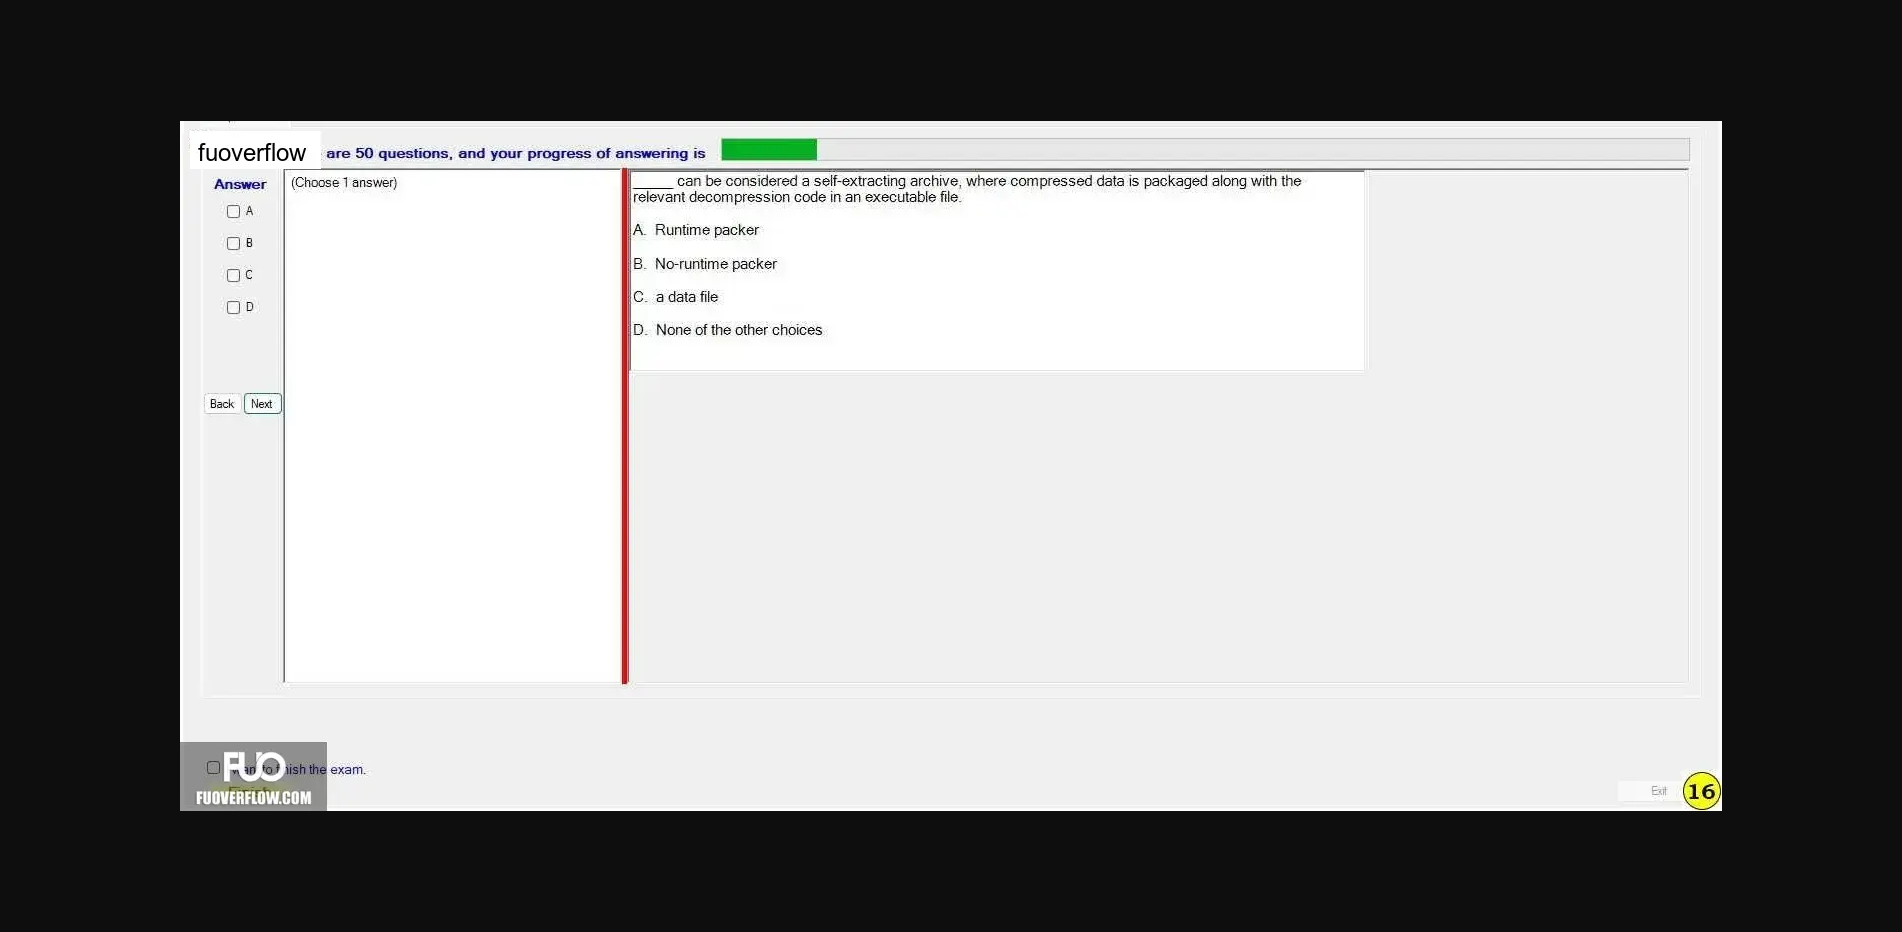 fuoverflow are 50 questions, and your progress of answering is
Answer
A
B
C
D
Back Next
(Choose 1 answer)
_____ can be considered a self-extracting archive, where compressed data is packaged along with the
relevant decompression code in an executable file.
A. Runtime packer
B. No-runtime packer
C. a data file
D. None of the other choices
FUO
want to finish the exam.
Finish
FUOVERFLOW.COM
Exit
16